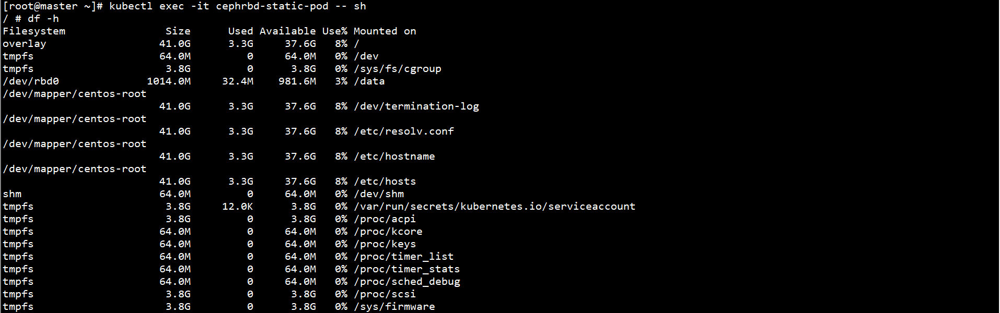 [root@master ~]# kubectl exec -it cephrbd-static-pod -- sh
/ # df -h
Filesystem                Size      Used Available Use% Mounted on
overlay                  41.0G      3.3G     37.6G   8% /
tmpfs                    64.0M         0     64.0M   0% /dev
tmpfs                     3.8G         0      3.8G   0% /sys/fs/cgroup
/dev/rbd0              1014.0M     32.4M    981.6M   3% /data
/dev/mapper/centos-root
                         41.0G      3.3G     37.6G   8% /dev/termination-log
/dev/mapper/centos-root
                         41.0G      3.3G     37.6G   8% /etc/resolv.conf
/dev/mapper/centos-root
                         41.0G      3.3G     37.6G   8% /etc/hostname
/dev/mapper/centos-root
                         41.0G      3.3G     37.6G   8% /etc/hosts
shm                      64.0M         0     64.0M   0% /dev/shm
tmpfs                     3.8G     12.0K      3.8G   0% /var/run/secrets/kubernetes.io/serviceaccount
tmpfs                     3.8G         0      3.8G   0% /proc/acpi
tmpfs                    64.0M         0     64.0M   0% /proc/kcore
tmpfs                    64.0M         0     64.0M   0% /proc/keys
tmpfs                    64.0M         0     64.0M   0% /proc/timer_list
tmpfs                    64.0M         0     64.0M   0% /proc/timer_stats
tmpfs                    64.0M         0     64.0M   0% /proc/sched_debug
tmpfs                     3.8G         0      3.8G   0% /proc/scsi
tmpfs                     3.8G         0      3.8G   0% /sys/firmware